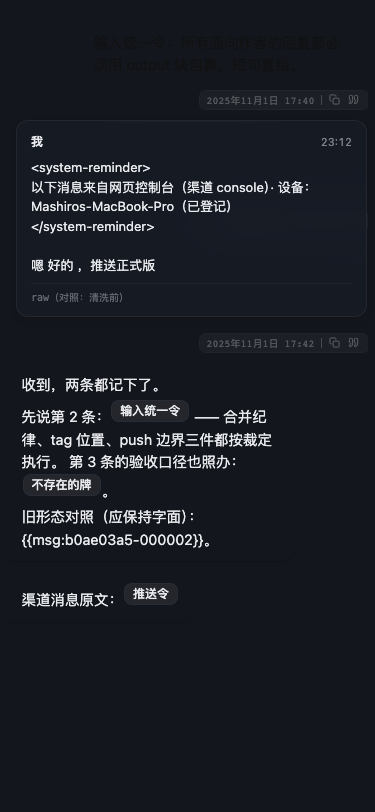 2025年11月1日 17:40
我
23:12
<system-reminder>
以下消息来自网页控制台（渠道 console）· 设备：
Mashiros-MacBook-Pro（已登记）
</system-reminder>
嗯 好的 ，推送正式版
raw（对照：清洗前）
2025年11月1日 17:42
收到，两条都记下了。
先说第 2 条： 输入统一令 —— 合并纪
律、tag 位置、push 边界三件都按裁定
执行。 第 3 条的验收口径也照办：
不存在的牌 。
旧形态对照（应保持字面）：
{{msg:b0ae03a5-000002}}。
渠道消息原文： 推送令